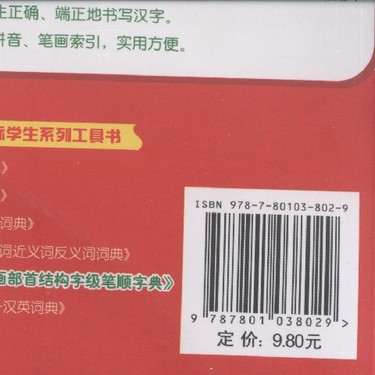 生正确、端正地书写汉字。
拼音、笔画索引，实用方便。
学生系列工具书
》
》
词典》
词近义词反义词词典》
画部首结构字级笔顺字典》
汉英词典》
ISBN 978-7-80103-802-9
9 787801 038029 >
定价: 9.80元